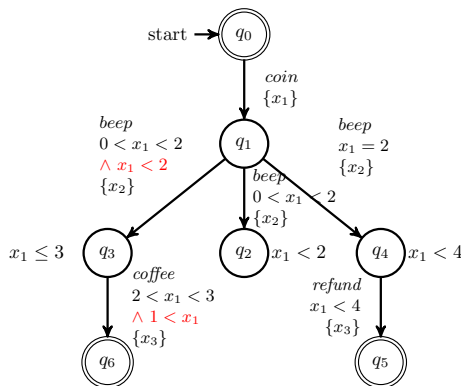 start
q0
coin
{x1}
q1
beep
0 < x1 < 2
∧ x1 < 2
{x2}
beep
0 < x1 < 2
{x2}
beep
x1 = 2
{x2}
x1 ≤ 3
q3
q2
x1 < 2
q4
x1 < 4
coffee
2 < x1 < 3
∧ 1 < x1
{x3}
refund
x1 < 4
{x3}
q6
q5